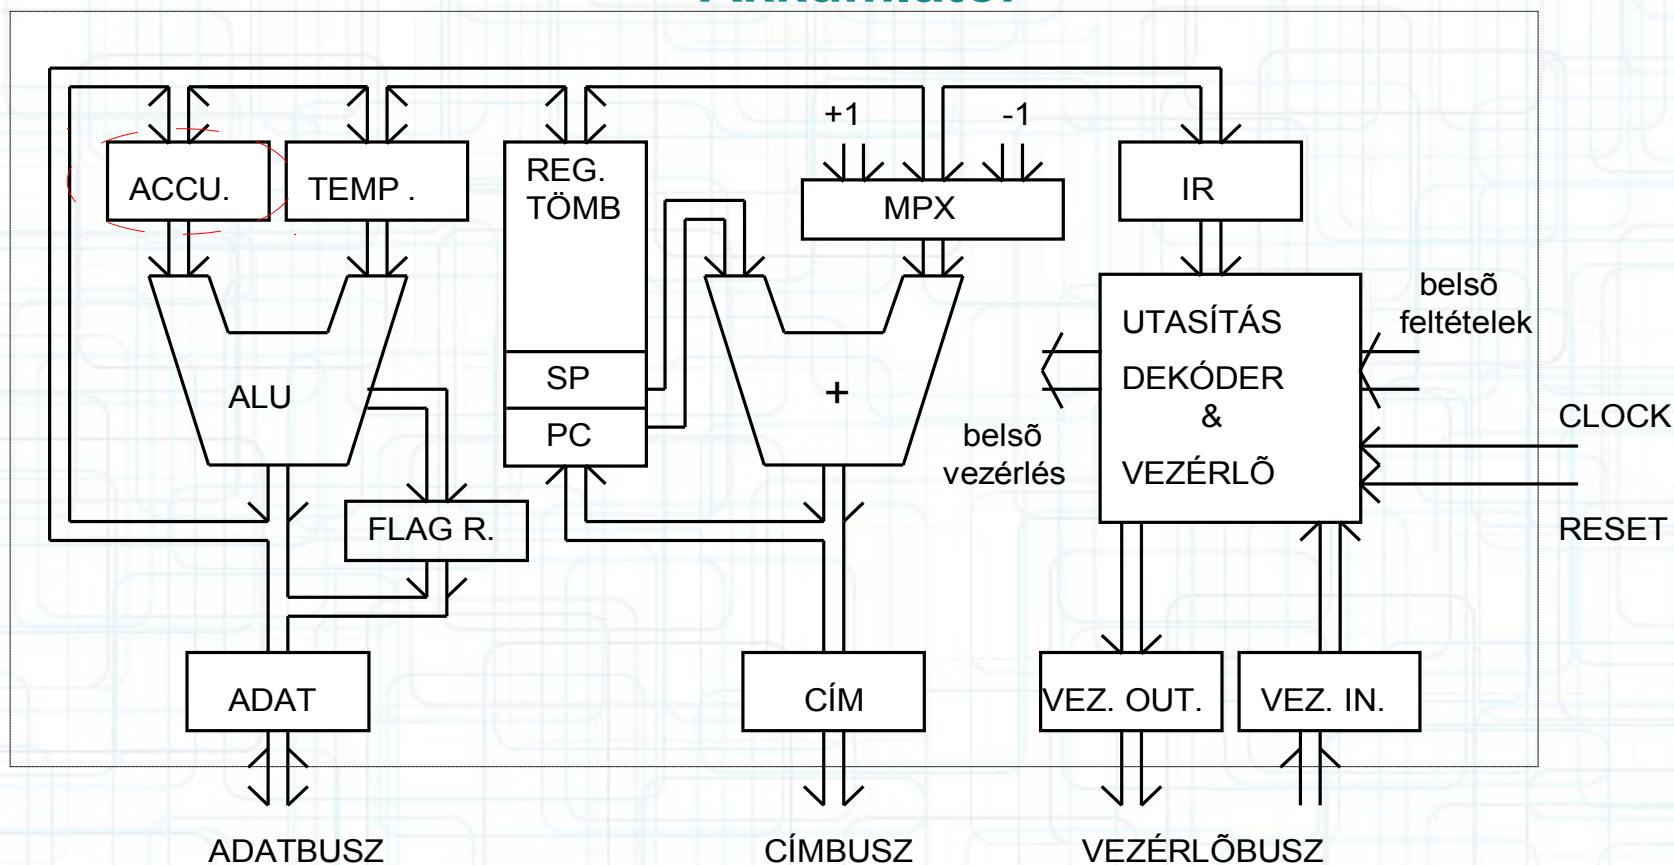 +1
-1
ACCU.
TEMP .
REG.
TÖMB
MPX
IR
belsõ
feltételek
UTASÍTÁS
SP
DEKÓDER
ALU
+
&
CLOCK
PC
belsõ
vezérlés
VEZÉRLÕ
FLAG R.
RESET
ADAT
CÍM
VEZ. OUT.
VEZ. IN.
ADATBUSZ
CÍMBUSZ
VEZÉRLÕBUSZ